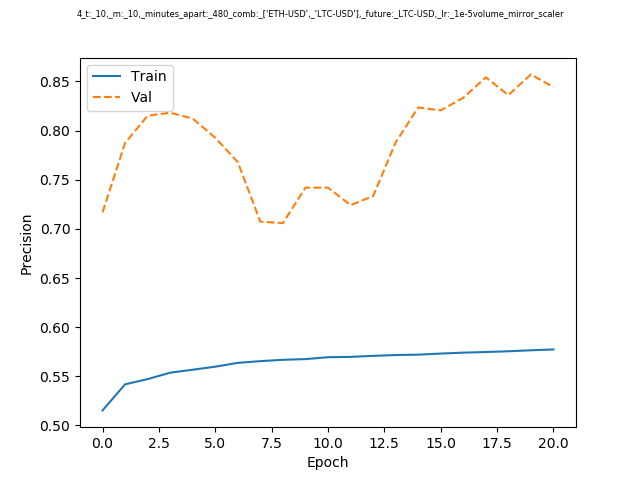 4_t:_10,_m:_10,_minutes_apart:_480_comb:_['ETH-USD',_'LTC-USD'],_future:_LTC-USD,_lr:_1e-5volume_mirror_scaler
Train
Val
0.85
0.80
0.75
0.70
0.65
0.60
0.55
0.50
Precision
0.0 2.5 5.0 7.5 10.0 12.5 15.0 17.5 20.0
Epoch